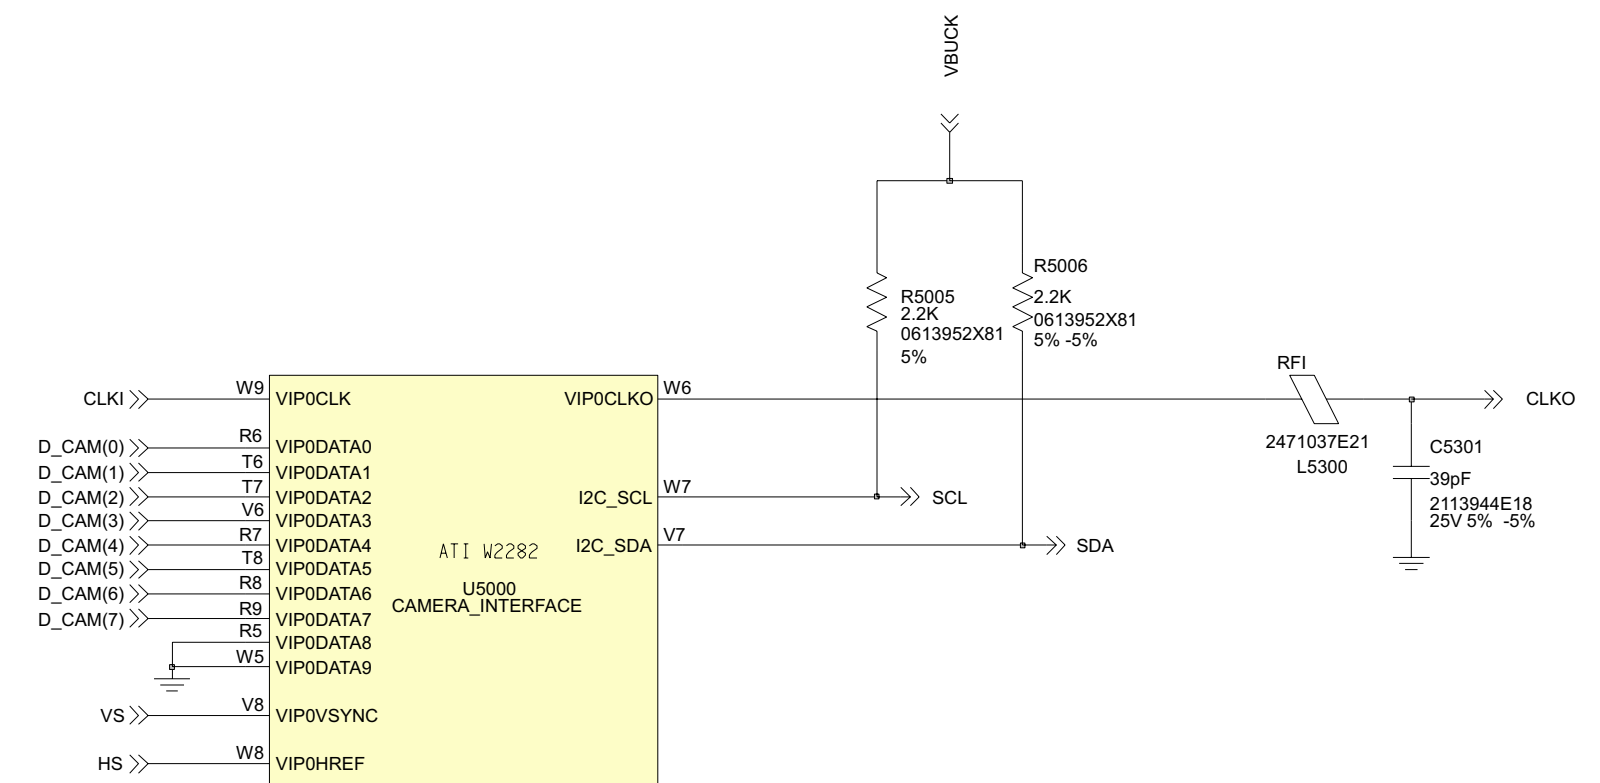 VBUCK
R5006
2.2K
0613952X81
5% -5%
R5005
2.2K
0613952X81
5%
RFI
2471037E21
L5300
CLKO
C5301
39pF
2113944E18
25V 5% -5%
CLKI W9 VIP0CLK VIP0CLKO W6
D_CAM(0) R6 VIP0DATA0
D_CAM(1) T6 VIP0DATA1
D_CAM(2) T7 VIP0DATA2 I2C_SCL W7 SCL
D_CAM(3) V6 VIP0DATA3
D_CAM(4) R7 VIP0DATA4 I2C_SDA V7 SDA
ATI W2282
D_CAM(5) T8 VIP0DATA5
D_CAM(6) R8 VIP0DATA6
U5000
CAMERA_INTERFACE
D_CAM(7) R9 VIP0DATA7
R5 VIP0DATA8
W5 VIP0DATA9
VS V8 VIP0VSYNC
HS W8 VIP0HREF